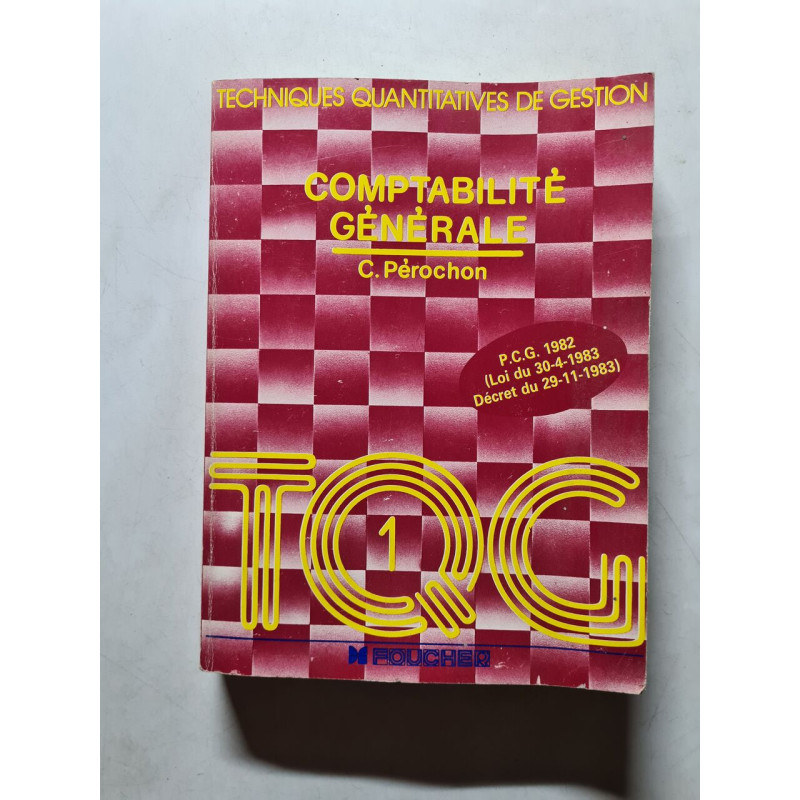 TECHNIQUES QUANTITATIVES DE GESTION
COMPTABILITÉ
GÉNÉRALE
C. Pérochon
P.C.G. 1982
(Loi du 30-4-1983
Décret du 29-11-1983)
TQG
1
FOUCHER